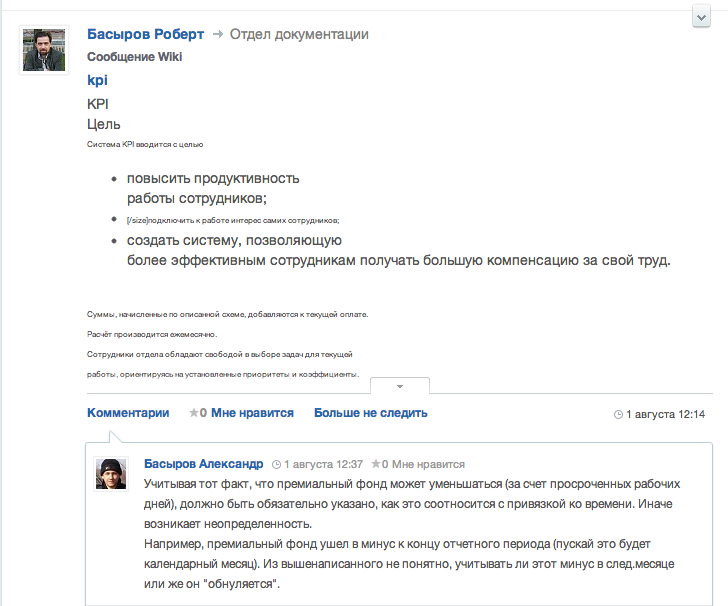 Басыров Роберт → Отдел документации
Сообщение Wiki
kpi
KPI
Цель
Система KPI вводится с целью
• повысить продуктивность
работы сотрудников;
• [/size]подключить к работе интерес самих сотрудников;
• создать систему, позволяющую
более эффективным сотрудникам получать большую компенсацию за свой труд.
Суммы, начисленные по описанной схеме, добавляются к текущей оплате.
Расчёт производится ежемесячно.
Сотрудники отдела обладают свободой в выборе задач для текущей
работы, ориентируясь на установленные приоритеты и коэффициенты.
Комментарии ★0 Мне нравится Больше не следить 1 августа 12:14
Басыров Александр 1 августа 12:37 ★0 Мне нравится
Учитывая тот факт, что премиальный фонд может уменьшаться (за счет просроченных рабочих
дней), должно быть обязательно указано, как это соотносится с привязкой ко времени. Иначе
возникает неопределенность.
Например, премиальный фонд ушел в минус к концу отчетного периода (пускай это будет
календарный месяц). Из вышенаписанного не понятно, учитывать ли этот минус в след.месяце
или же он "обнуляется".